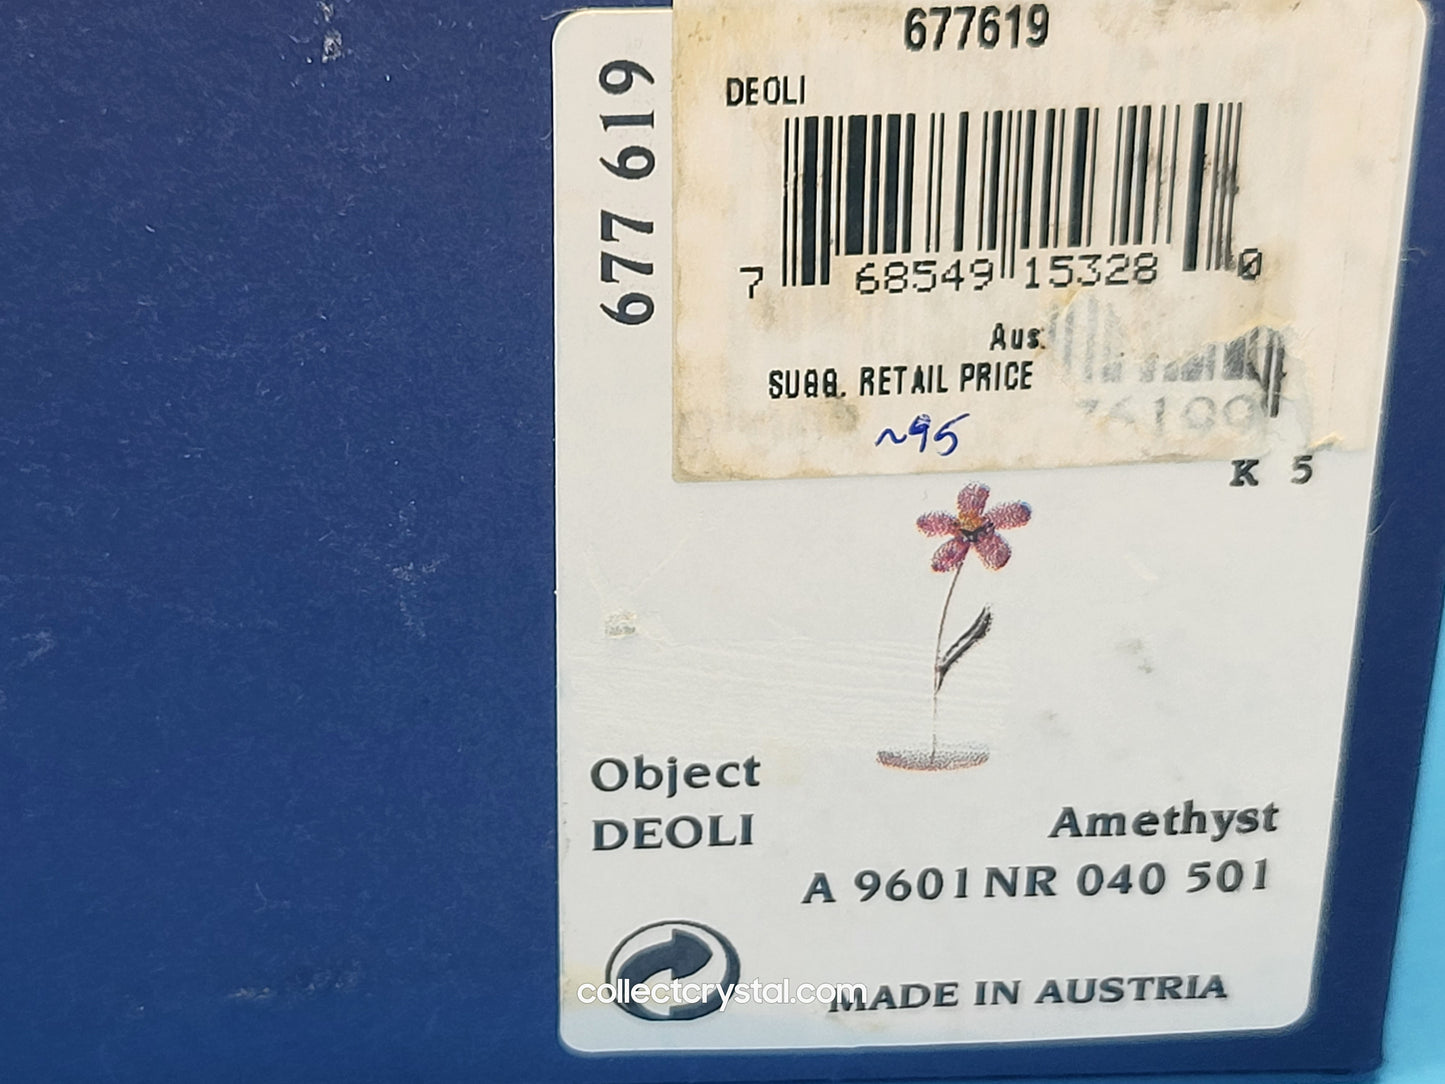 677619
677 619
DEOLI
7 68549 15328 0
Aus
SUGG. RETAIL PRICE
~95
76109
K 5
Object
DEOLI
Amethyst
A 9601 NR 040 501
collectcrystal.com
MADE IN AUSTRIA